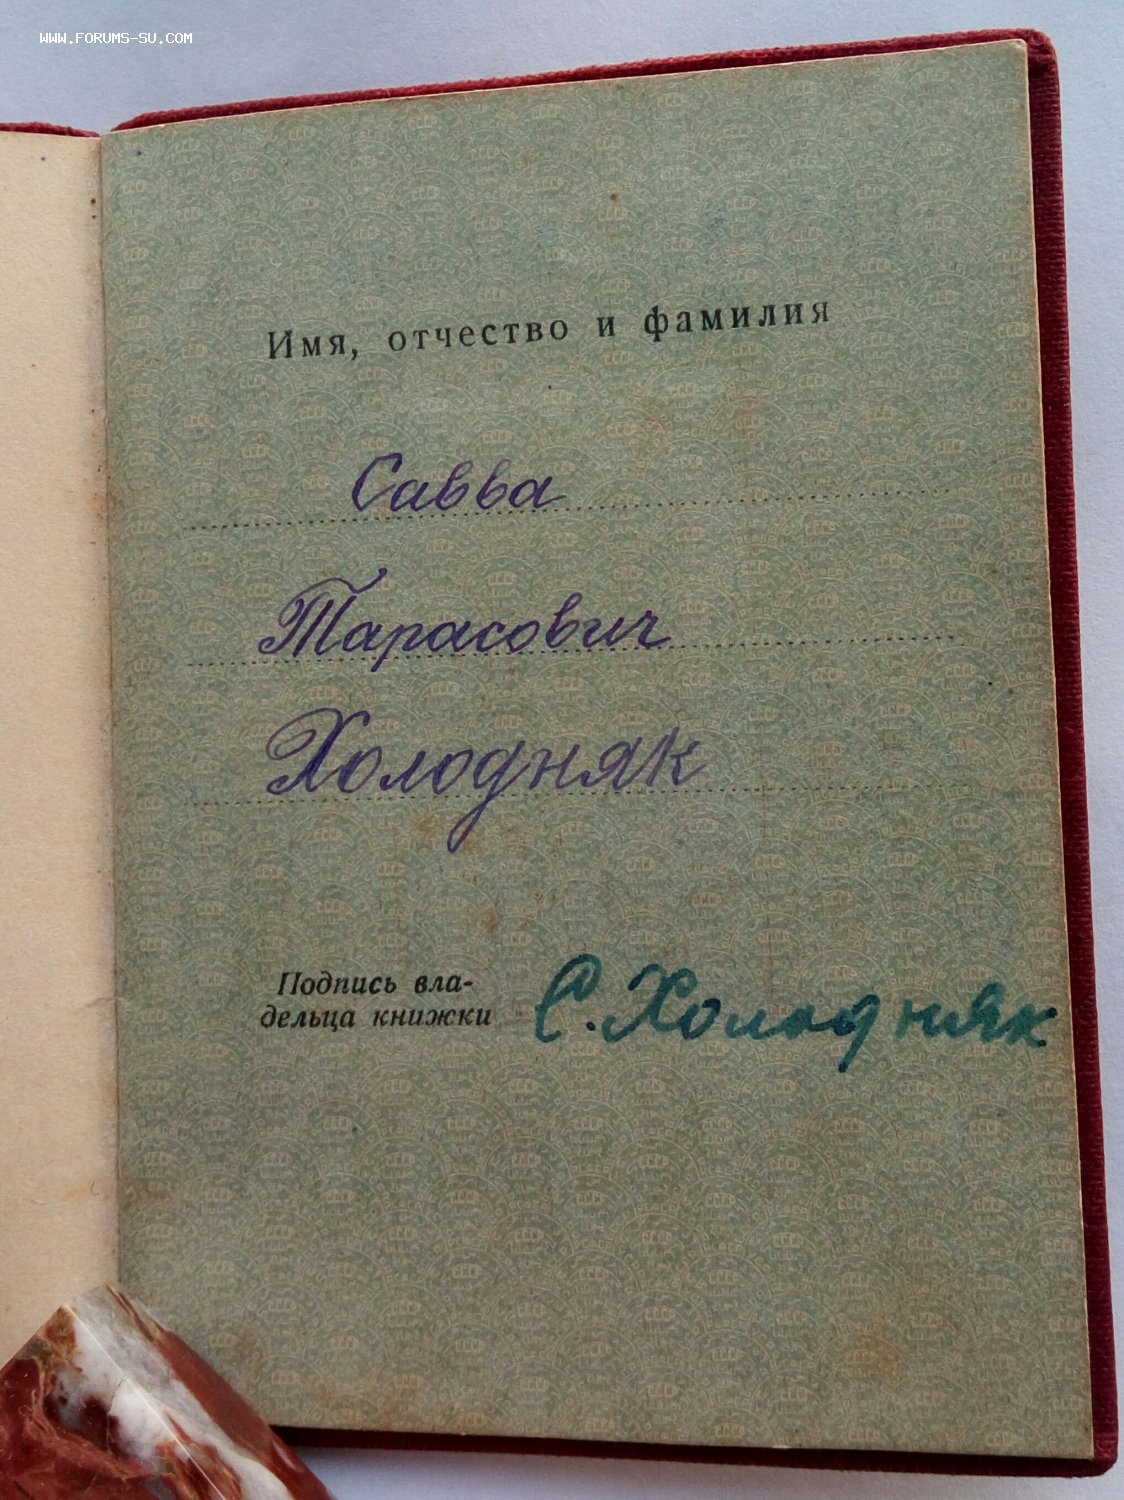 WWW.FORUMS-SU.COM
Имя, отчество и фамилия
Савва
Тарасович
Холодняк
Подпись вла-
дельца книжки
С. Холодняк